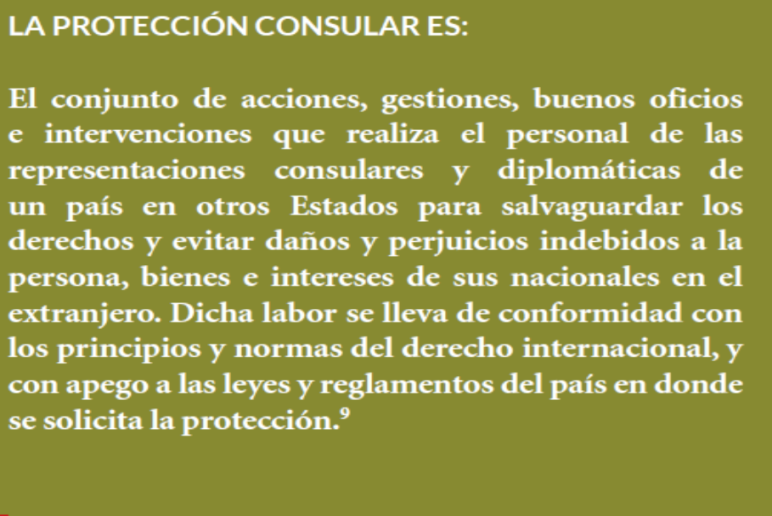 LA PROTECCIÓN CONSULAR ES:
El conjunto de acciones, gestiones, buenos oficios
e intervenciones que realiza el personal de las
representaciones consulares y diplomáticas de
un país en otros Estados para salvaguardar los
derechos y evitar daños y perjuicios indebidos a la
persona, bienes e intereses de sus nacionales en el
extranjero. Dicha labor se lleva de conformidad con
los principios y normas del derecho internacional, y
con apego a las leyes y reglamentos del país en donde
se solicita la protección.⁹